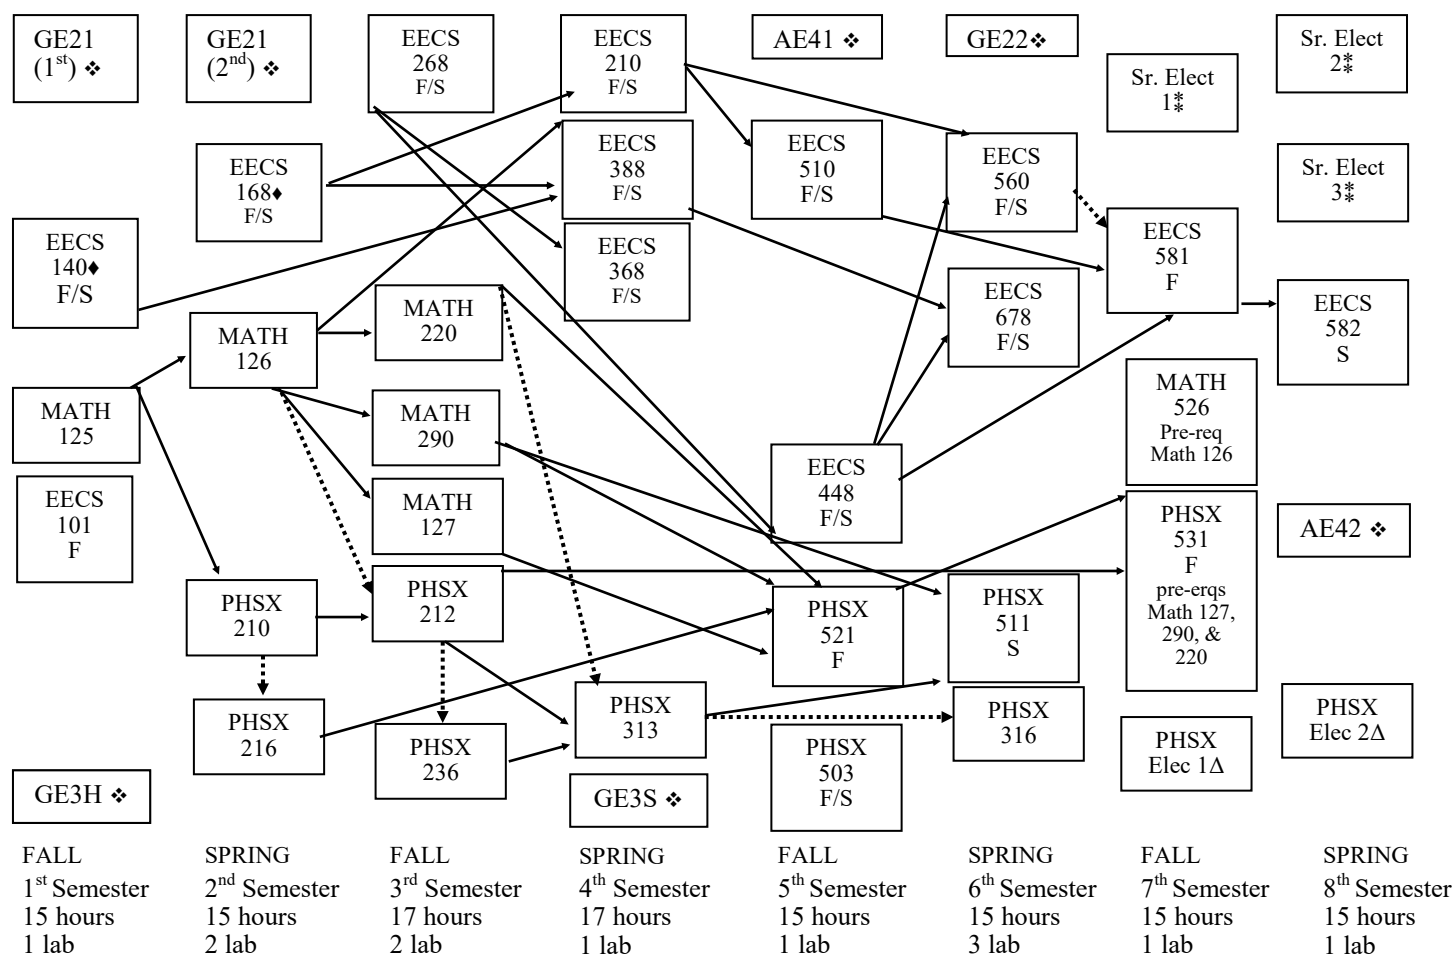 GE21
(1st) ❖
EECS
140♦
F/S
MATH
125
EECS
101
F
GE3H ❖
FALL
1st Semester
15 hours
1 lab
GE21
(2nd) ❖
EECS
168♦
F/S
MATH
126
PHSX
210
PHSX
216
SPRING
2nd Semester
15 hours
2 lab
EECS
268
F/S
MATH
220
MATH
290
MATH
127
PHSX
212
PHSX
236
FALL
3rd Semester
17 hours
2 lab
EECS
210
F/S
EECS
388
F/S
EECS
368
F/S
PHSX
313
GE3S ❖
SPRING
4th Semester
17 hours
1 lab
AE41 ❖
EECS
510
F/S
EECS
448
F/S
PHSX
521
F
PHSX
503
F/S
FALL
5th Semester
15 hours
1 lab
GE22❖
EECS
560
F/S
EECS
678
F/S
PHSX
511
S
PHSX
316
SPRING
6th Semester
15 hours
3 lab
Sr. Elect
1⁑
EECS
581
F
MATH
526
Pre-req
Math 126
PHSX
531
F
pre-erqs
Math 127,
290, &
220
PHSX
Elec 1Δ
FALL
7th Semester
15 hours
1 lab
Sr. Elect
2⁑
Sr. Elect
3⁑
EECS
582
S
AE42 ❖
PHSX
Elec 2Δ
SPRING
8th Semester
15 hours
1 lab